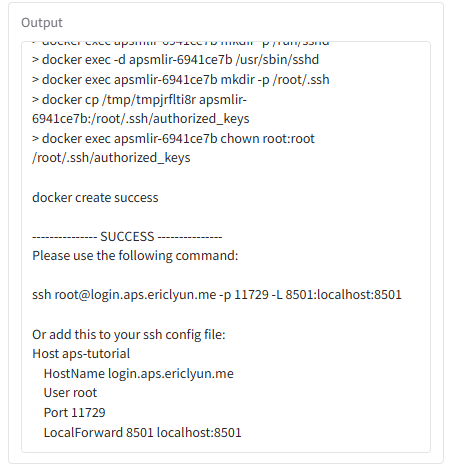 Output
> docker exec apsmlir-6941ce7b mkdir -p /run/sshd
> docker exec -d apsmlir-6941ce7b /usr/sbin/sshd
> docker exec apsmlir-6941ce7b mkdir -p /root/.ssh
> docker cp /tmp/tmpjrflti8r apsmlir-
6941ce7b:/root/.ssh/authorized_keys
> docker exec apsmlir-6941ce7b chown root:root
/root/.ssh/authorized_keys
docker create success
--------------- SUCCESS ---------------
Please use the following command:
ssh root@login.aps.ericlyun.me -p 11729 -L 8501:localhost:8501
Or add this to your ssh config file:
Host aps-tutorial
HostName login.aps.ericlyun.me
User root
Port 11729
LocalForward 8501 localhost:8501